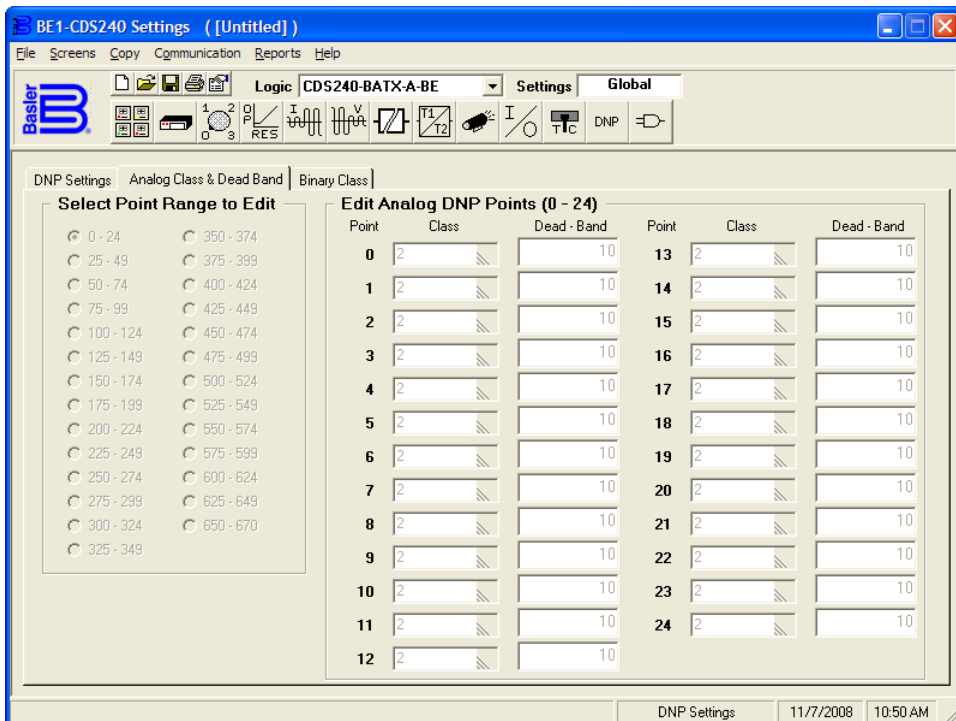 BE1-CDS240 Settings ( [Untitled] )
File Screens Copy Communication Reports Help
Basler
Logic CDS240-BATX-A-BE Settings Global
1 2 0 3
O P L RES
I
V
T1 T2
I O
TTC
DNP
DNP Settings Analog Class & Dead Band Binary Class
Select Point Range to Edit
0 - 24 350 - 374
25 - 49 375 - 399
50 - 74 400 - 424
75 - 99 425 - 449
100 - 124 450 - 474
125 - 149 475 - 499
150 - 174 500 - 524
175 - 199 525 - 549
200 - 224 550 - 574
225 - 249 575 - 599
250 - 274 600 - 624
275 - 299 625 - 649
300 - 324 650 - 670
325 - 349
Edit Analog DNP Points (0 - 24)
Point Class Dead - Band Point Class Dead - Band
0 2 10 13 2 10
1 2 10 14 2 10
2 2 10 15 2 10
3 2 10 16 2 10
4 2 10 17 2 10
5 2 10 18 2 10
6 2 10 19 2 10
7 2 10 20 2 10
8 2 10 21 2 10
9 2 10 22 2 10
10 2 10 23 2 10
11 2 10 24 2 10
12 2 10
DNP Settings 11/7/2008 10:50 AM